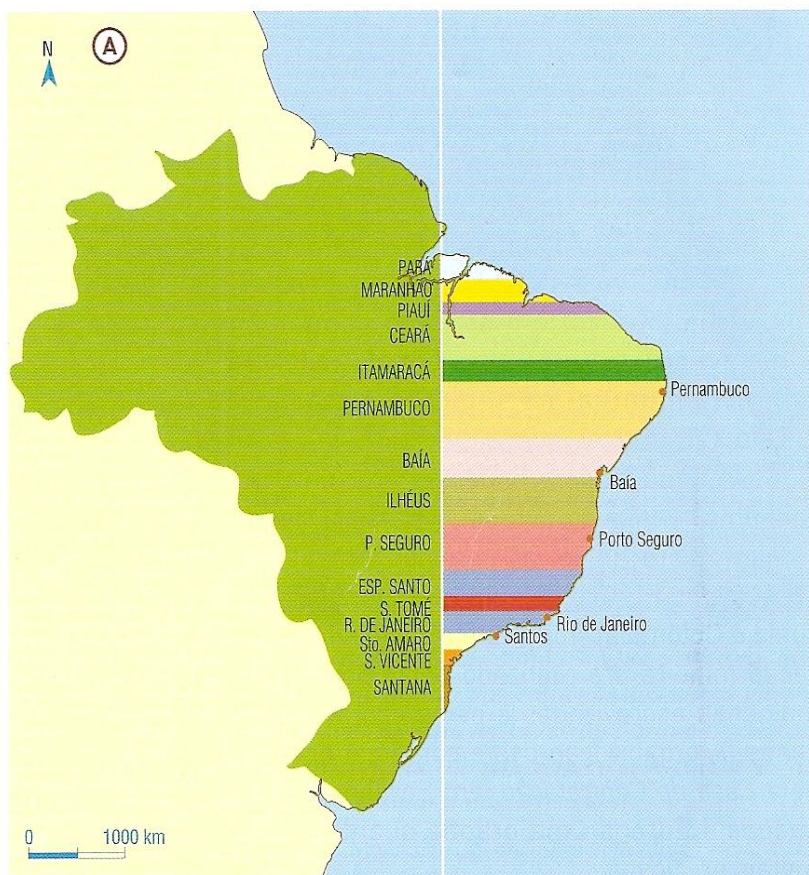 N
A
PARÁ
MARANHÃO
PIAUÍ
CEARÁ
ITAMARACÁ
PERNAMBUCO
Pernambuco
BAÍA
Baía
ILHÉUS
P. SEGURO
Porto Seguro
ESP. SANTO
S. TOMÉ
R. DE JANEIRO
Rio de Janeiro
Sto. AMARO
Santos
S. VICENTE
SANTANA
0 1000 km